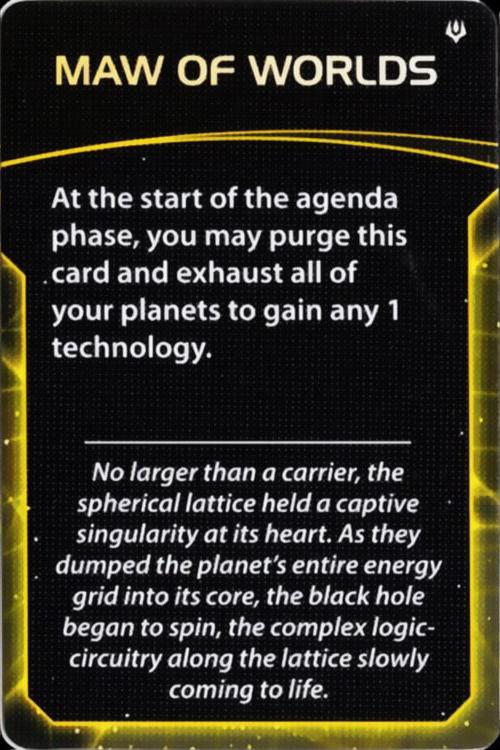 MAW OF WORLDS
At the start of the agenda
phase, you may purge this
card and exhaust all of
your planets to gain any 1
technology.
No larger than a carrier, the
spherical lattice held a captive
singularity at its heart. As they
dumped the planet's entire energy
grid into its core, the black hole
began to spin, the complex logic-
circuitry along the lattice slowly
coming to life.